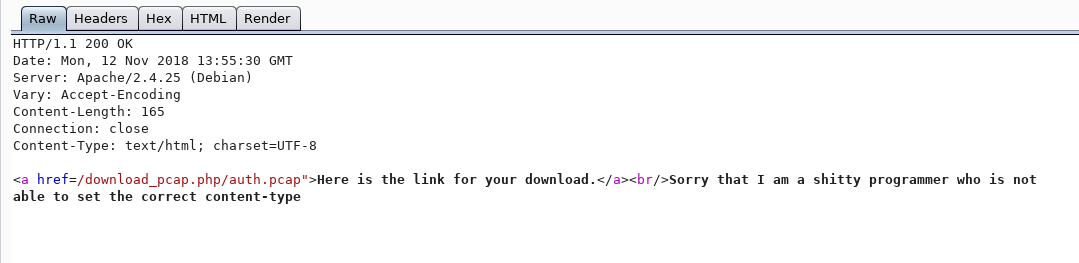 Raw Headers Hex HTML Render
HTTP/1.1 200 OK
Date: Mon, 12 Nov 2018 13:55:30 GMT
Server: Apache/2.4.25 (Debian)
Vary: Accept-Encoding
Content-Length: 165
Connection: close
Content-Type: text/html; charset=UTF-8
<a href=/download_pcap.php/auth.pcap">Here is the link for your download.</a><br/>Sorry that I am a shitty programmer who is not
able to set the correct content-type